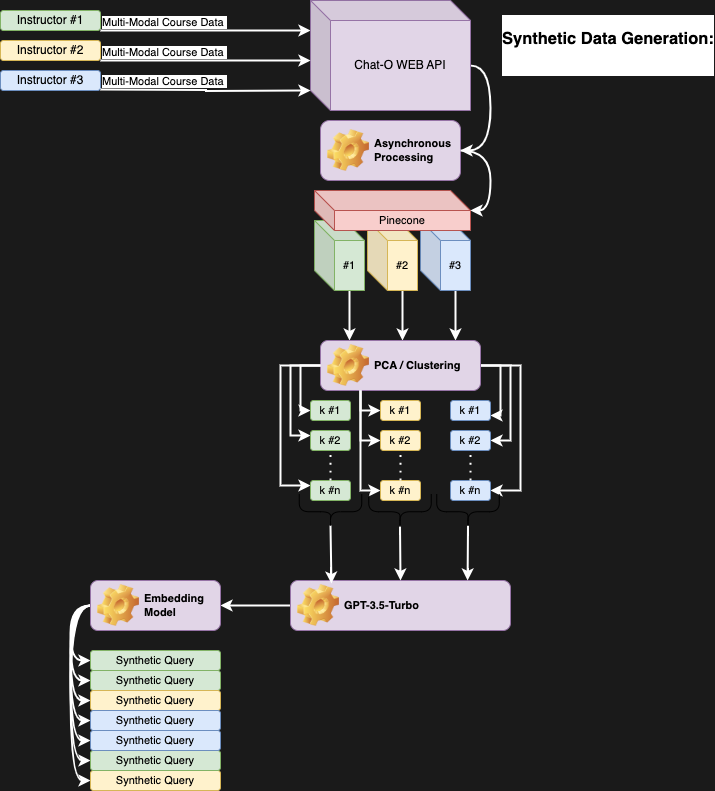 Instructor #1
Multi-Modal Course Data
Instructor #2
Multi-Modal Course Data
Instructor #3
Multi-Modal Course Data
Chat-O WEB API
Synthetic Data Generation:
Asynchronous
Processing
Pinecone
#1
#2
#3
PCA / Clustering
k #1
k #1
k #1
k #2
k #2
k #2
k #n
k #n
k #n
Embedding
Model
GPT-3.5-Turbo
Synthetic Query
Synthetic Query
Synthetic Query
Synthetic Query
Synthetic Query
Synthetic Query
Synthetic Query